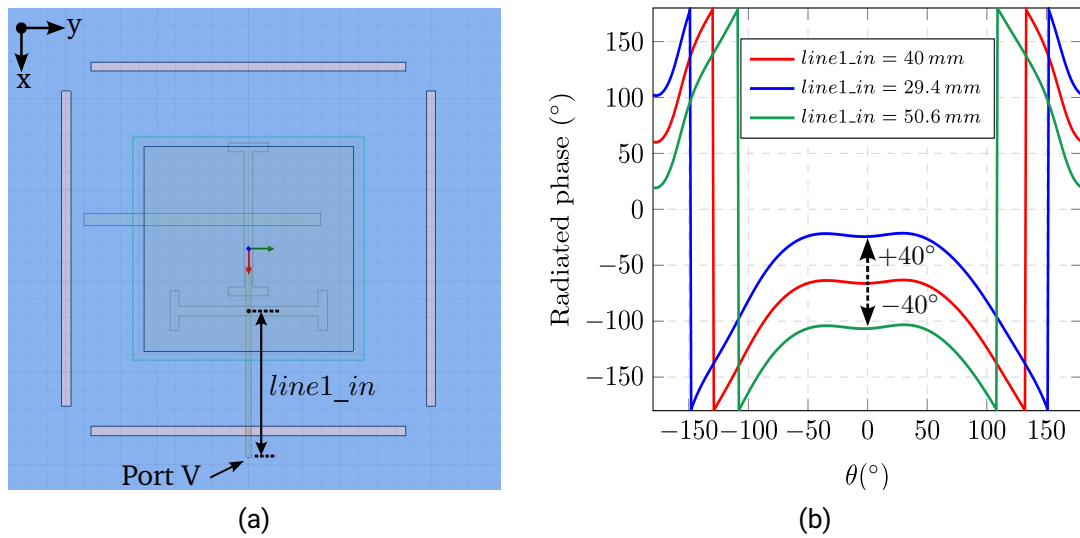 y
x
line1_in
Port V
(a)
Radiated phase (°)
150
100
50
0
−50
−100
−150
line1_in = 40 mm
line1_in = 29.4 mm
line1_in = 50.6 mm
+40°
−40°
−150 −100 −50 0 50 100 150
θ(°)
(b)